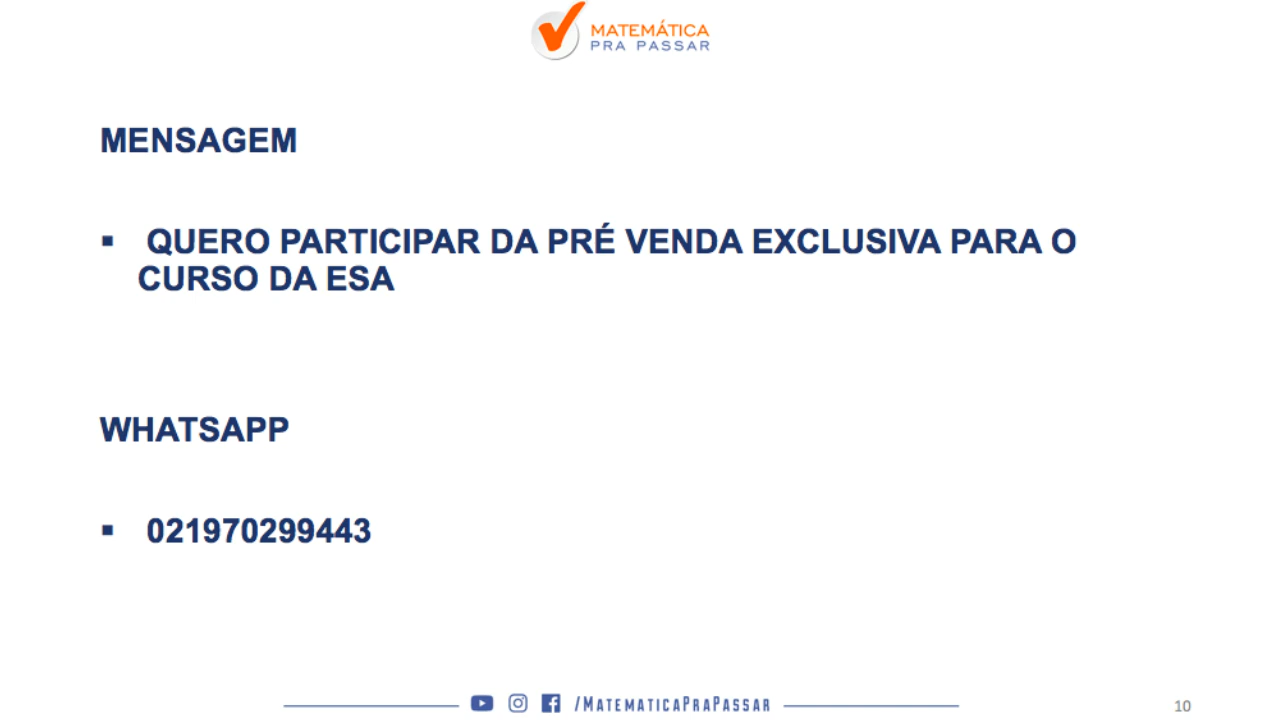 MATEMÁTICA
PRA PASSAR
MENSAGEM
▪ QUERO PARTICIPAR DA PRÉ VENDA EXCLUSIVA PARA O
CURSO DA ESA
WHATSAPP
▪ 021970299443
/MATEMATICAPRAPASSAR
10